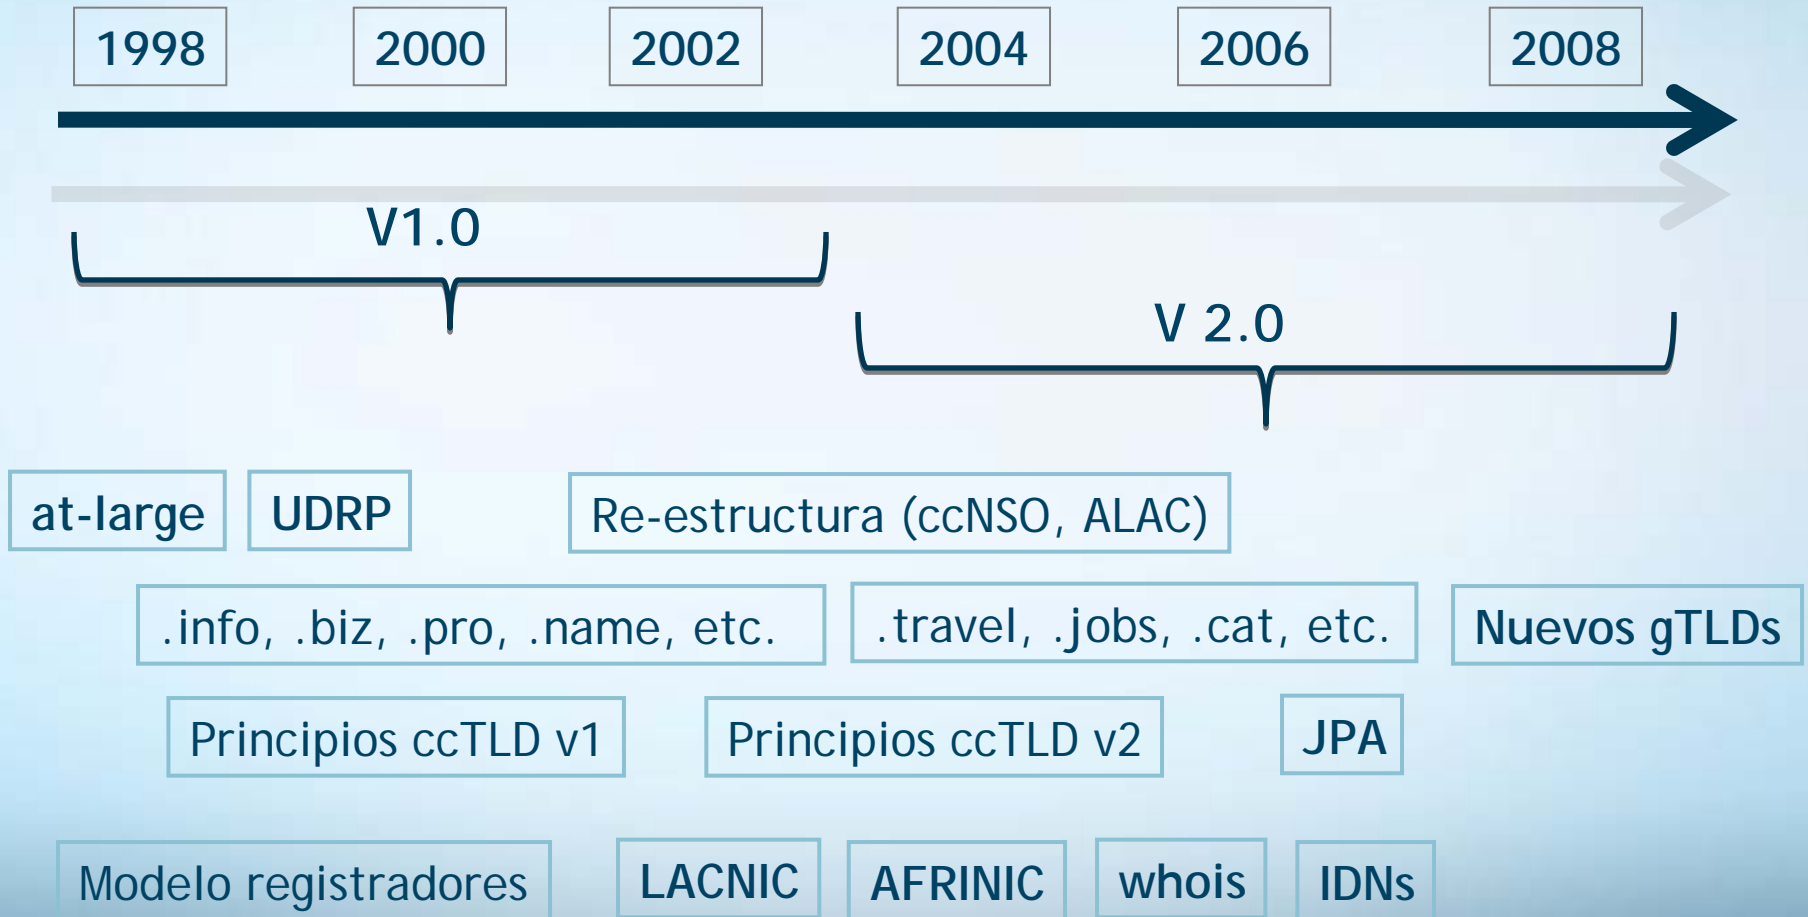 1998 2000 2002 2004 2006 2008
V1.0
V 2.0
at-large UDRP Re-estructura (ccNSO, ALAC)
.info, .biz, .pro, .name, etc. .travel, .jobs, .cat, etc. Nuevos gTLDs
Principios ccTLD v1 Principios ccTLD v2 JPA
Modelo registradores LACNIC AFRINIC whois IDNs